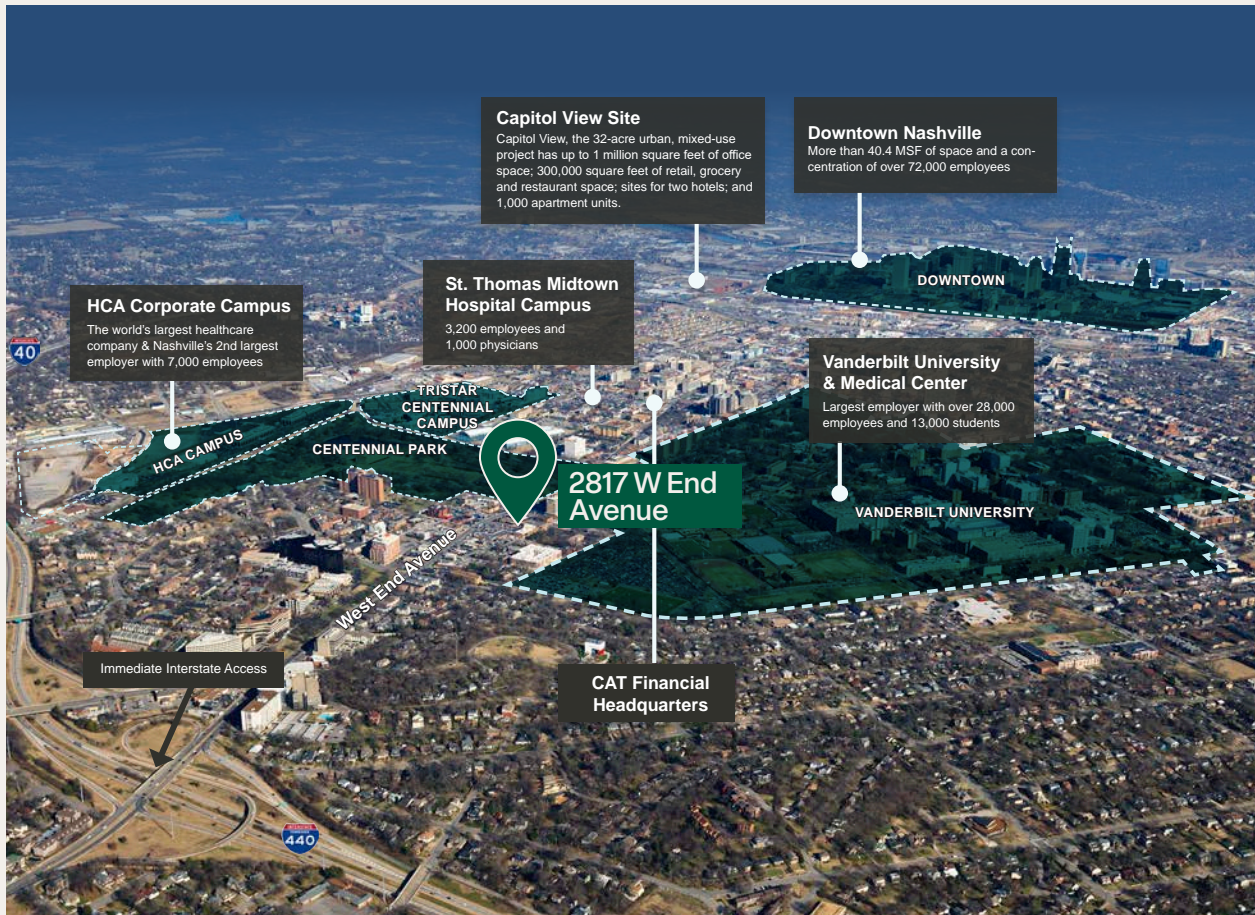 Capitol View Site
Capitol View, the 32-acre urban, mixed-use
project has up to 1 million square feet of office
space; 300,000 square feet of retail, grocery
and restaurant space; sites for two hotels; and
1,000 apartment units.
Downtown Nashville
More than 40.4 MSF of space and a con-
centration of over 72,000 employees
DOWNTOWN
St. Thomas Midtown
Hospital Campus
3,200 employees and
1,000 physicians
HCA Corporate Campus
The world's largest healthcare
company & Nashville's 2nd largest
employer with 7,000 employees
40
Vanderbilt University
& Medical Center
Largest employer with over 28,000
employees and 13,000 students
TRISTAR
CENTENNIAL
CAMPUS
HCA CAMPUS
CENTENNIAL PARK
2817 W End
Avenue
VANDERBILT UNIVERSITY
West End Avenue
Immediate Interstate Access
CAT Financial
Headquarters
440